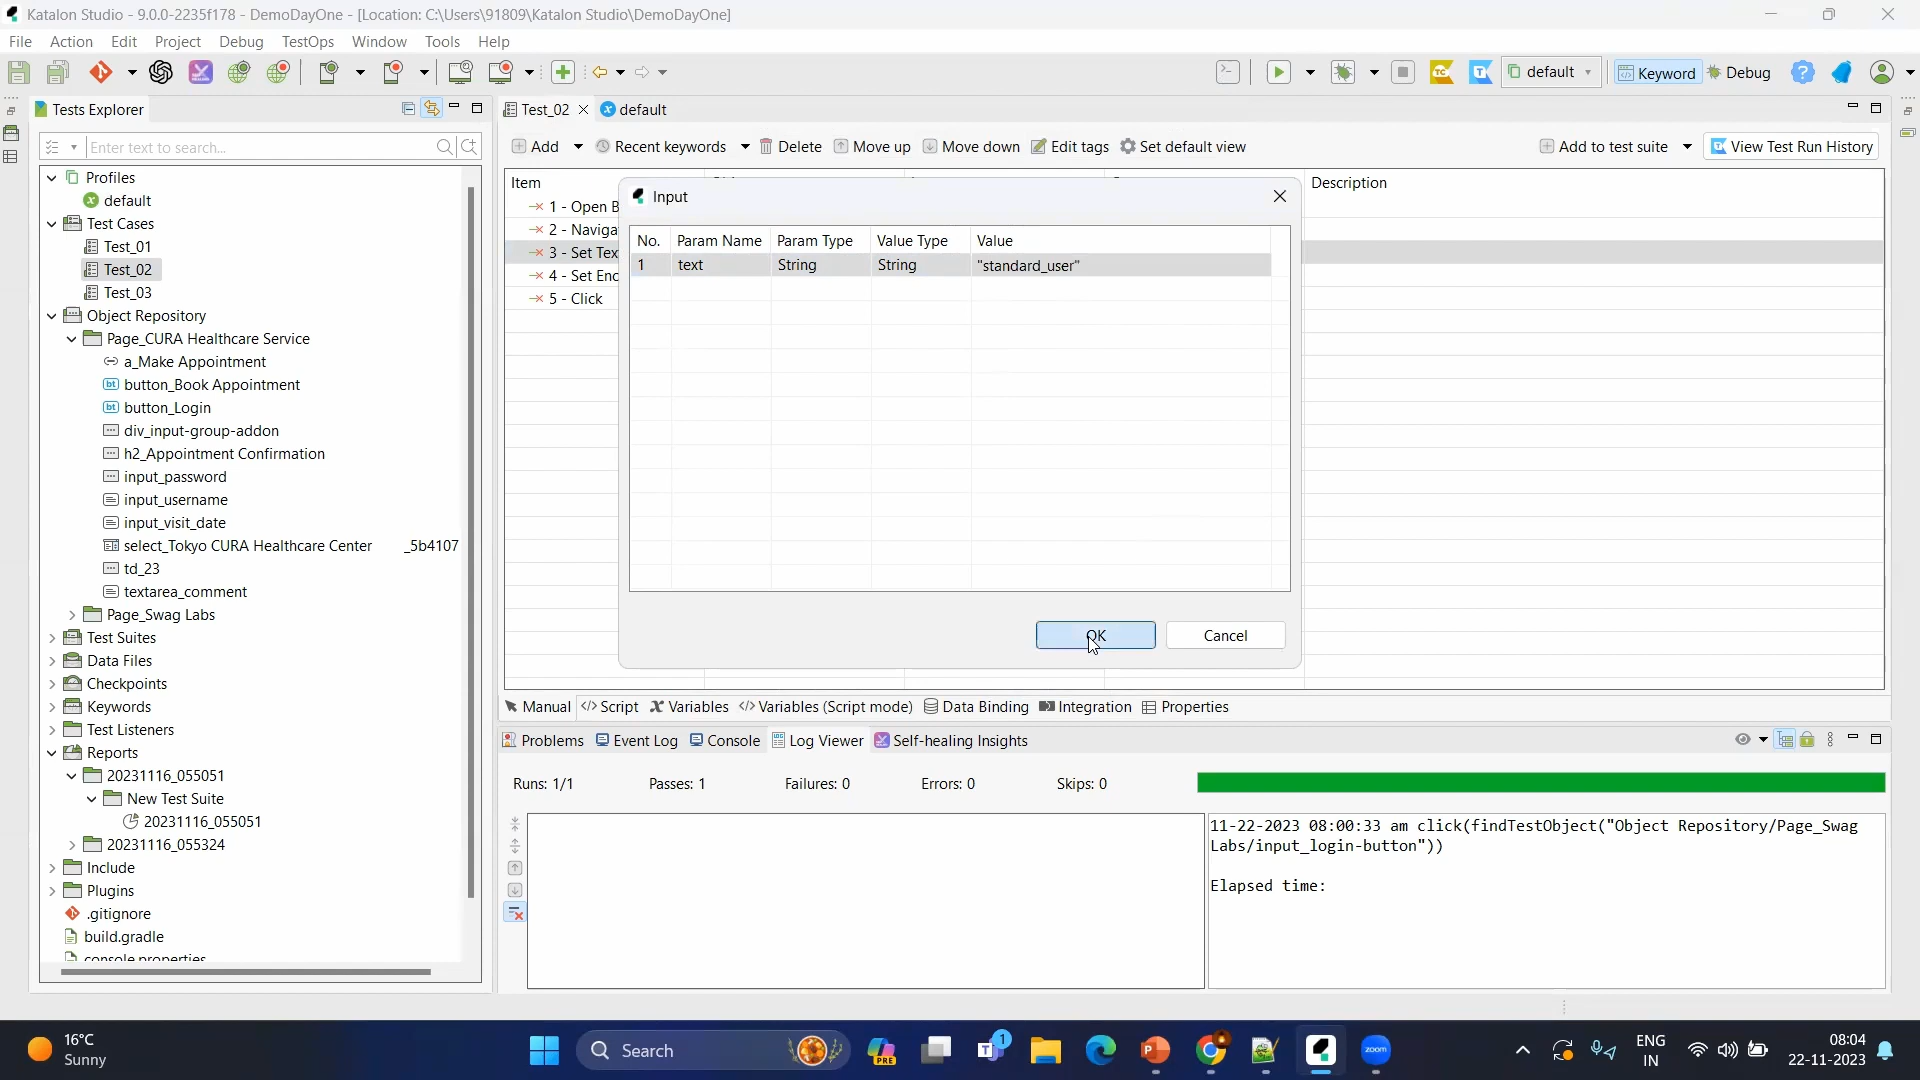 Katalon Studio - 9.0.0-2235f178 - DemoDayOne - [Location: C:\Users\91809\Katalon Studio\DemoDayOne]
File Action Edit Project Debug TestOps Window Tools Help
default Keyword Debug
Tests Explorer
Test_02 default
Enter text to search...
Add Recent keywords Delete Move up Move down Edit tags Set default view Add to test suite View Test Run History
Profiles
default
Test Cases
Test_01
Test_02
Test_03
Object Repository
Page_CURA Healthcare Service
a_Make Appointment
button_Book Appointment
button_Login
div_input-group-addon
h2_Appointment Confirmation
input_password
input_username
input_visit_date
select_Tokyo CURA Healthcare Center _5b4107
td_23
textarea_comment
Page_Swag Labs
Test Suites
Data Files
Checkpoints
Keywords
Test Listeners
Reports
20231116_055051
New Test Suite
20231116_055051
20231116_055324
Include
Plugins
.gitignore
build.gradle
console.properties
Item Description
1 - Open B
2 - Naviga
3 - Set Tex
4 - Set Enc
5 - Click
Input
No. Param Name Param Type Value Type Value
1 text String String "standard_user"
OK Cancel
Manual Script Variables Variables (Script mode) Data Binding Integration Properties
Problems Event Log Console Log Viewer Self-healing Insights
Runs: 1/1 Passes: 1 Failures: 0 Errors: 0 Skips: 0
11-22-2023 08:00:33 am click(findTestObject("Object Repository/Page_Swag
Labs/input_login-button"))
Elapsed time:
16°C
Sunny
Search
PRE
1
zoom
ENG
IN
08:04
22-11-2023